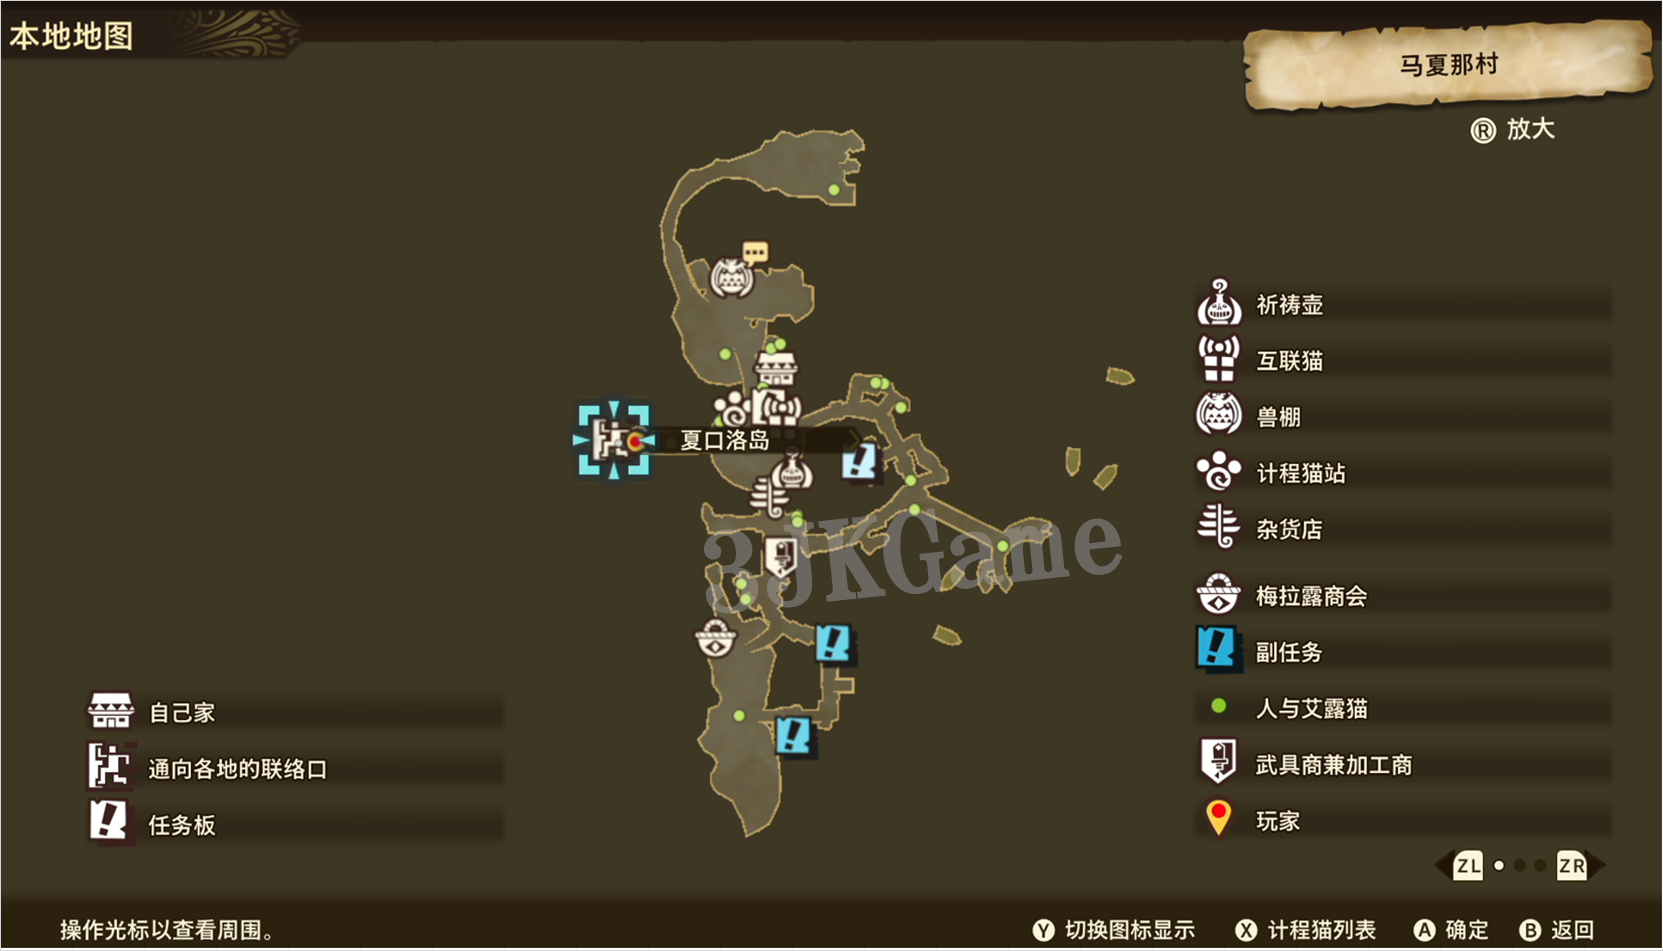 本地地图
马夏那村
R 放大
夏口洛岛
祈祷壶
互联猫
兽棚
计程猫站
杂货店
梅拉露商会
副任务
人与艾露猫
武具商兼加工商
玩家
自己家
通向各地的联络口
任务板
3JKGame
ZL ZR
操作光标以查看周围。
Y 切换图标显示 X 计程猫列表 A 确定 B 返回